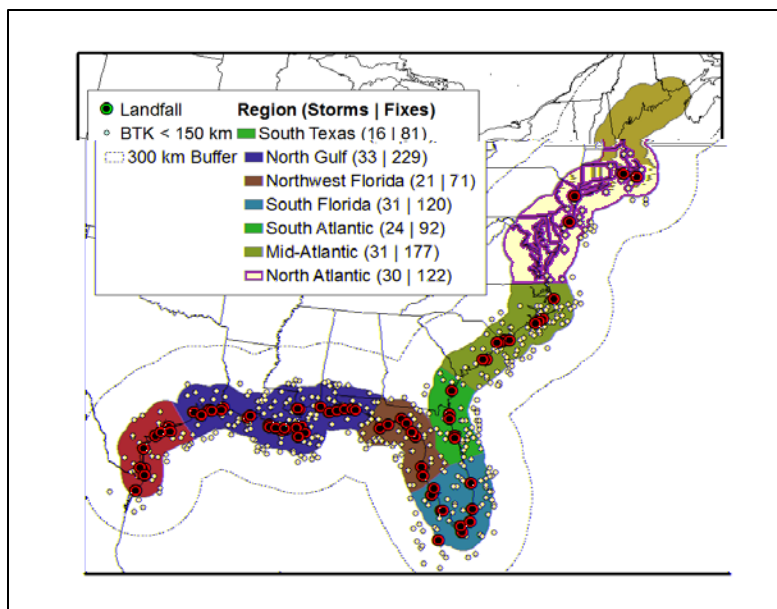 Landfall
Region (Storms | Fixes)
BTK < 150 km
South Texas (16 | 81)
300 km Buffer
North Gulf (33 | 229)
Northwest Florida (21 | 71)
South Florida (31 | 120)
South Atlantic (24 | 92)
Mid-Atlantic (31 | 177)
North Atlantic (30 | 122)